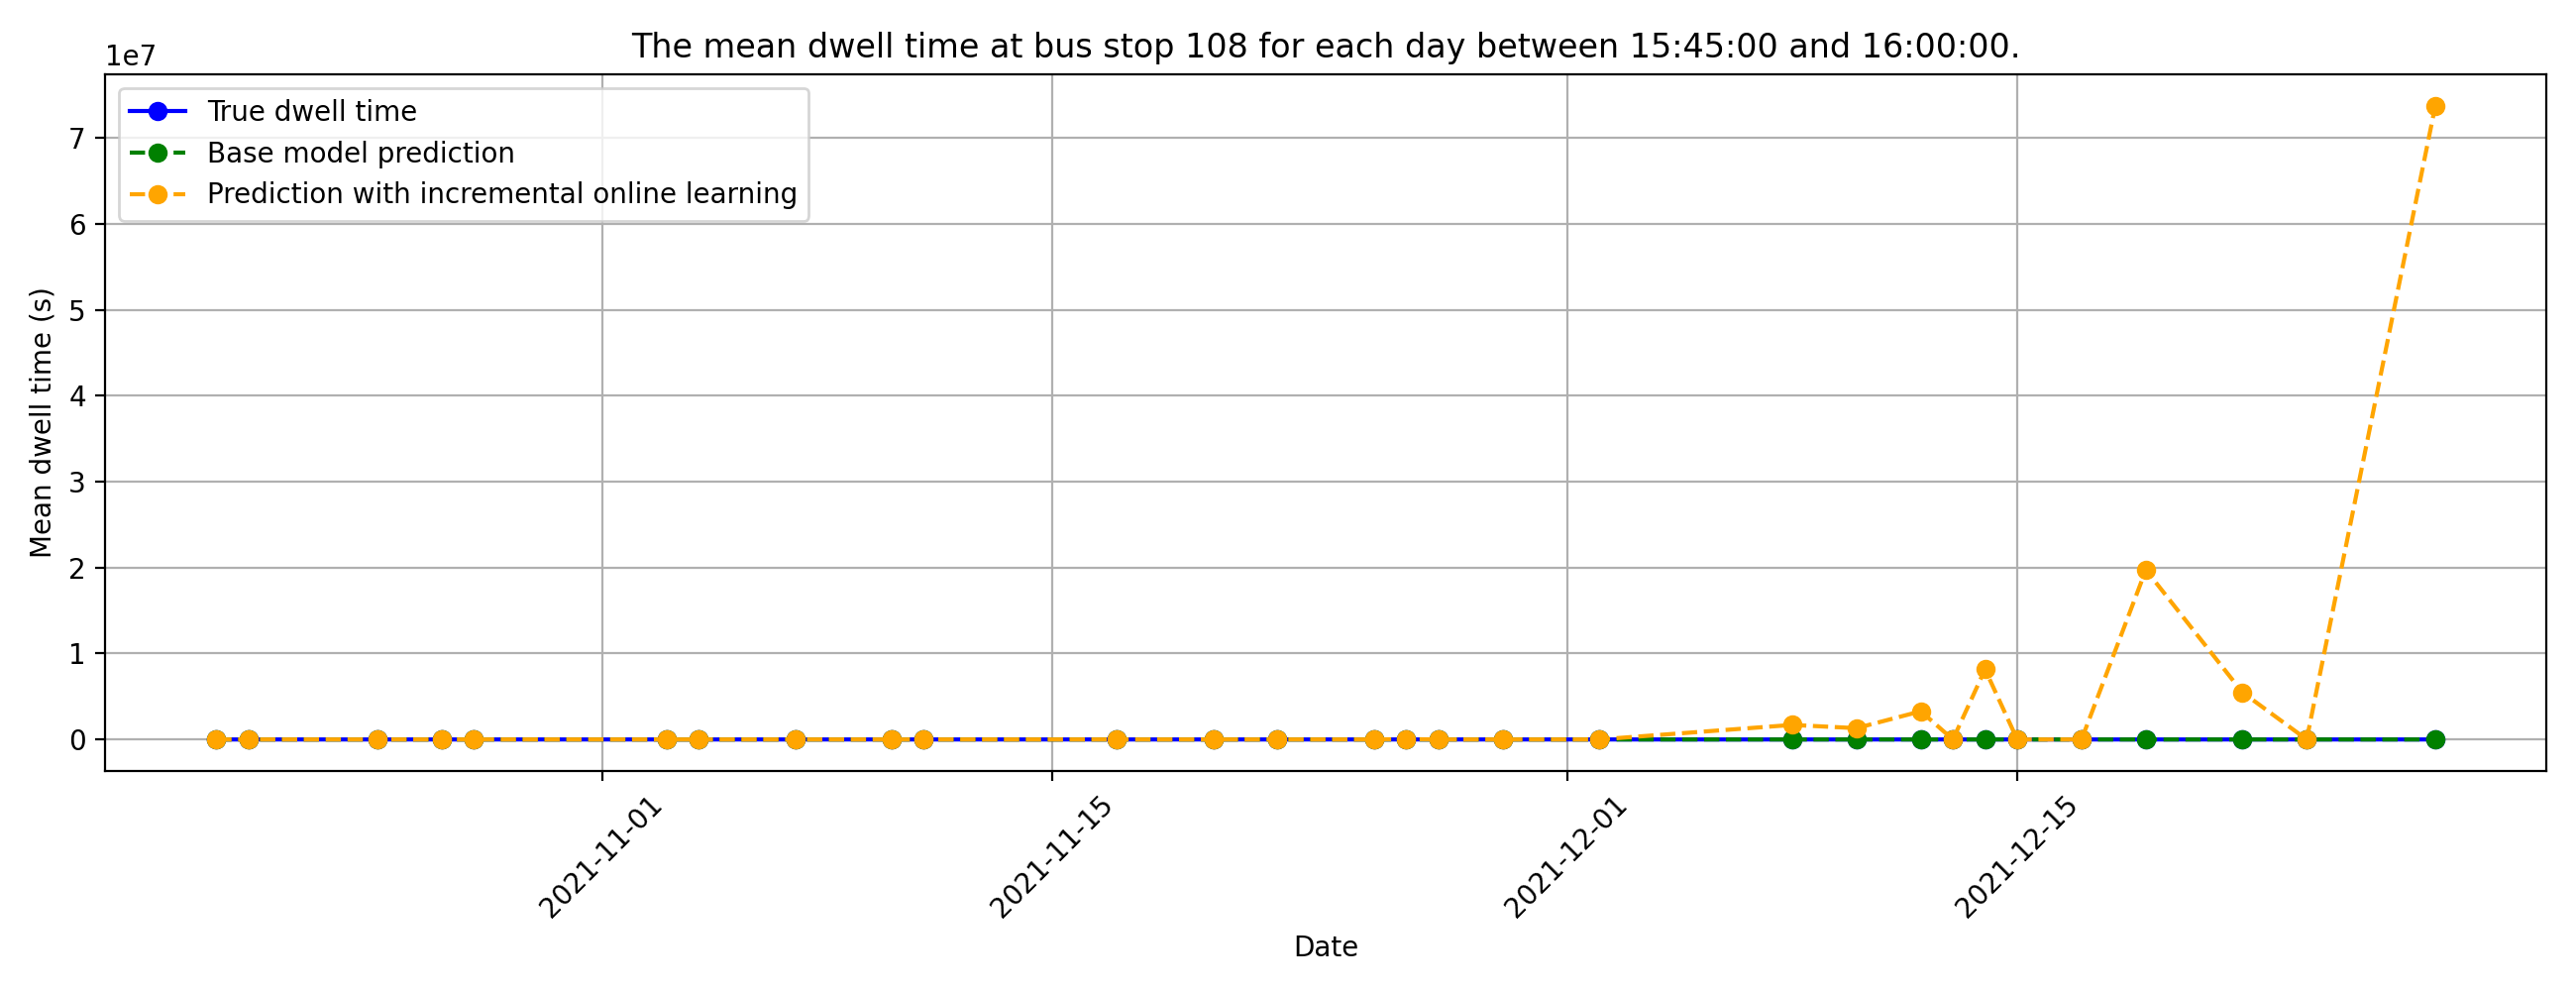 The mean dwell time at bus stop 108 for each day between 15:45:00 and 16:00:00.
1e7
True dwell time
Base model prediction
Prediction with incremental online learning
7
6
5
4
3
2
1
0
Mean dwell time (s)
2021-11-01
2021-11-15
2021-12-01
2021-12-15
Date